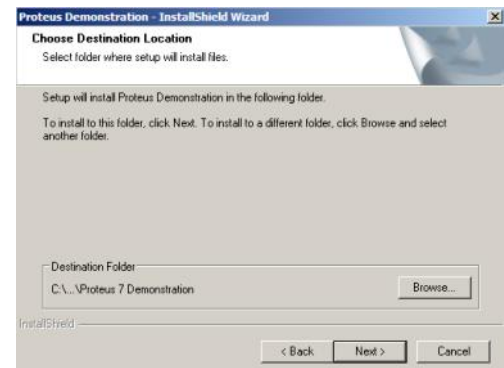 Proteus Demonstration - InstallShield Wizard
Choose Destination Location
Select folder where setup will install files.
Setup will install Proteus Demonstration in the following folder.
To install to this folder, click Next. To install to a different folder, click Browse and select
another folder.
Destination Folder
C:\...\Proteus 7 Demonstration
Browse...
InstallShield
< Back
Next >
Cancel